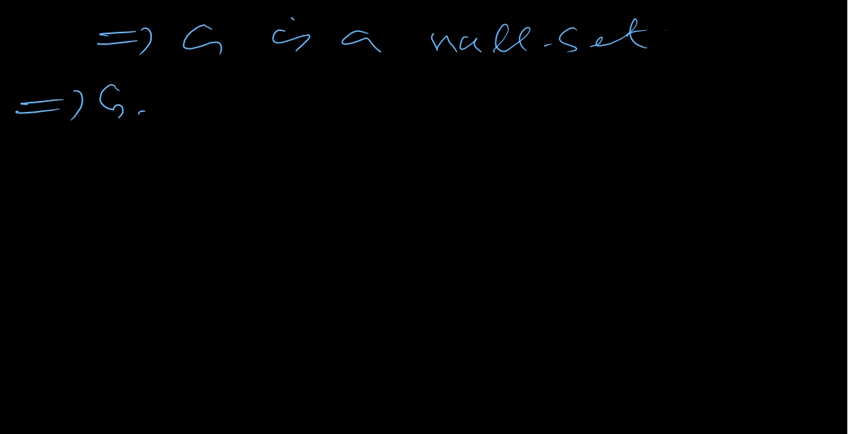 ⇒ G is a null-set
⇒ G.